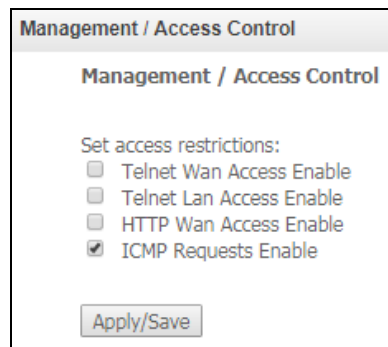 Management / Access Control
Management / Access Control
Set access restrictions:
Telnet Wan Access Enable
Telnet Lan Access Enable
HTTP Wan Access Enable
ICMP Requests Enable
Apply/Save